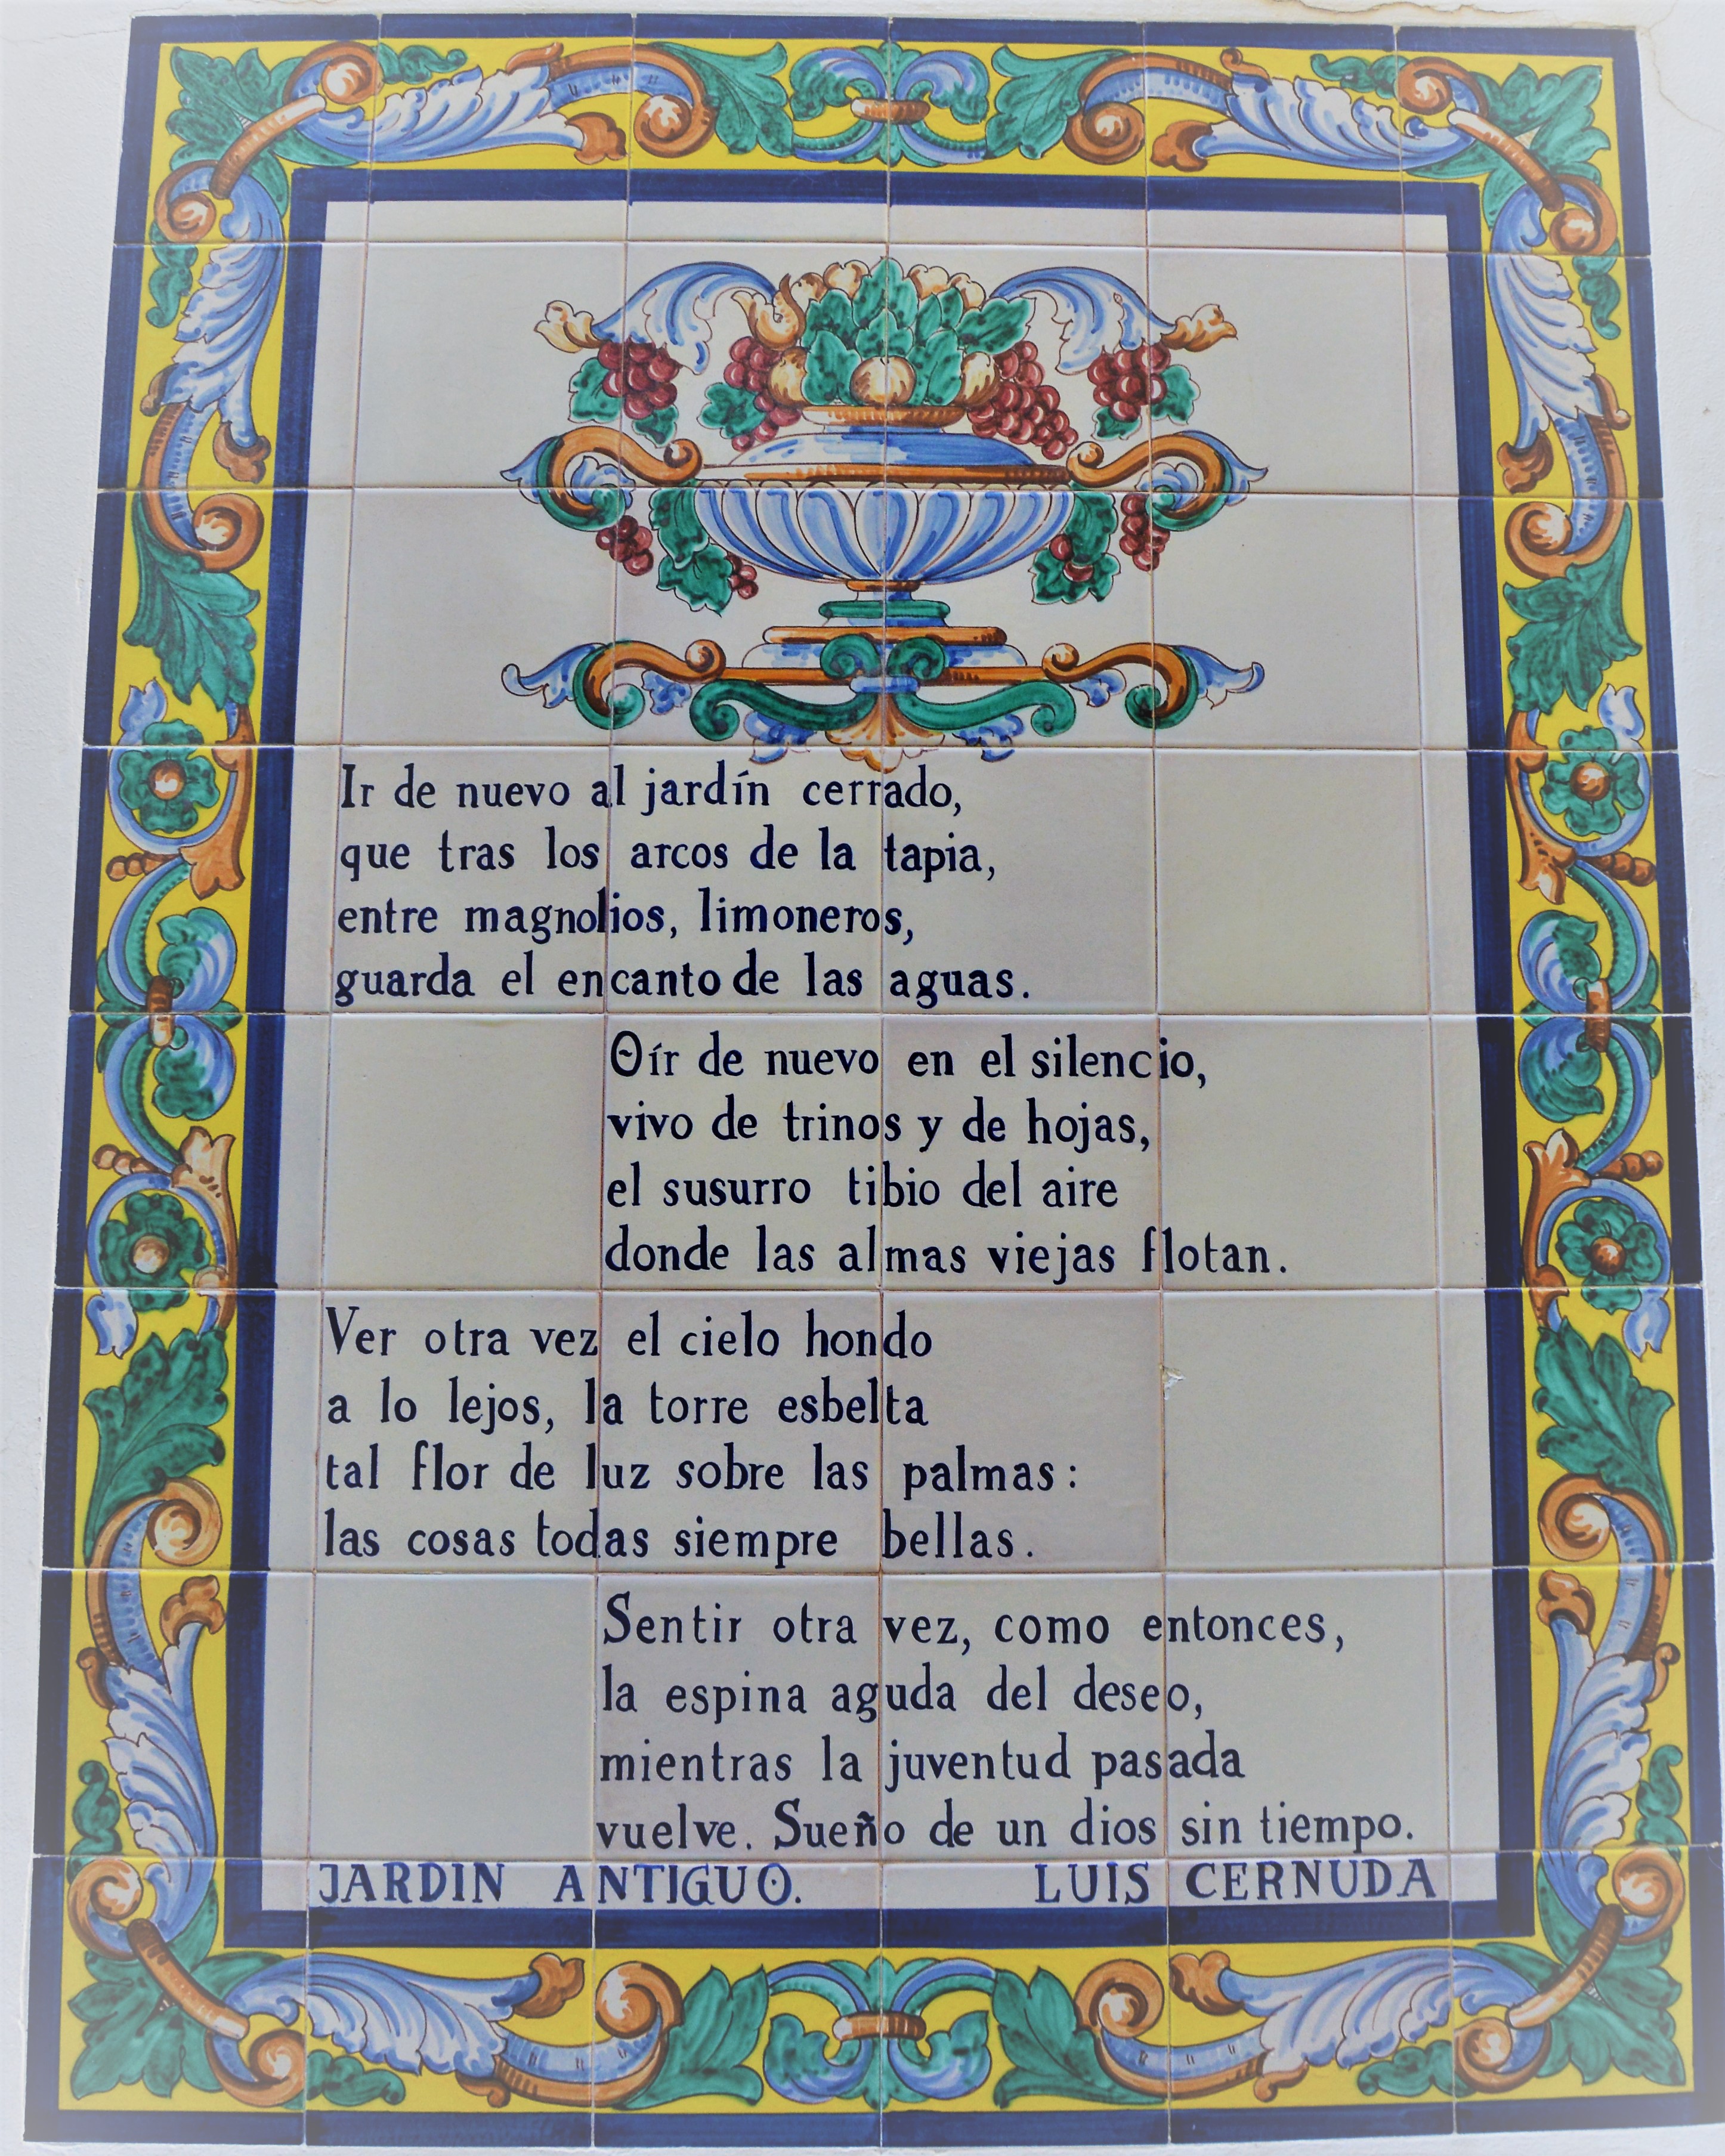 Ir de nuevo al jardín cerrado,
que tras los arcos de la tapia,
entre magnolios, limoneros,
guarda el encanto de las aguas.
Oír de nuevo en el silencio,
vivo de trinos y de hojas,
el susurro tibio del aire
donde las almas viejas flotan.
Ver otra vez el cielo hondo
a lo lejos, la torre esbelta
tal flor de luz sobre las palmas:
las cosas todas siempre bellas.
Sentir otra vez, como entonces,
la espina aguda del deseo,
mientras la juventud pasada
vuelve. Sueño de un dios sin tiempo.
JARDIN ANTIGUO. LUIS CERNUDA